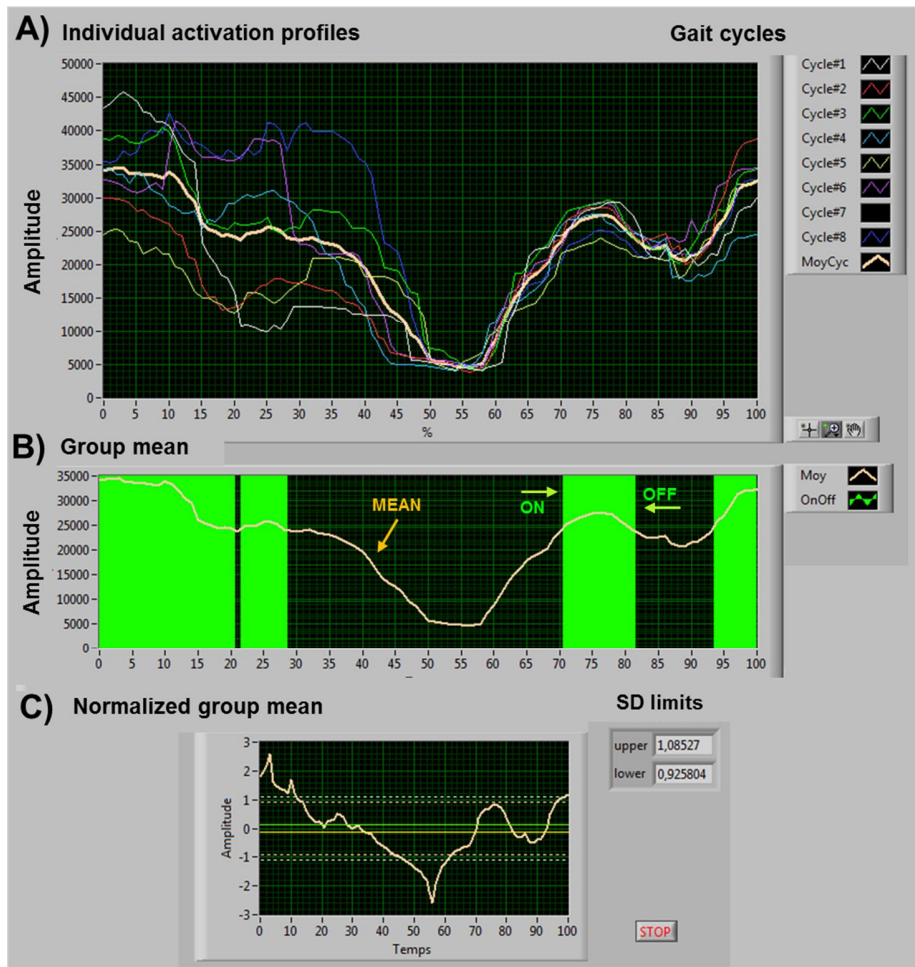 A) Individual activation profiles
Gait cycles
Amplitude
50000
45000
40000
35000
30000
25000
20000
15000
10000
5000
0
0 5 10 15 20 25 30 35 40 45 50 55 60 65 70 75 80 85 90 95 100
%
Cycle#1
Cycle#2
Cycle#3
Cycle#4
Cycle#5
Cycle#6
Cycle#7
Cycle#8
MoyCyc
B) Group mean
Amplitude
35000
30000
25000
20000
15000
10000
5000
0
MEAN
ON
OFF
0 5 10 15 20 25 30 35 40 45 50 55 60 65 70 75 80 85 90 95 100
Moy
OnOff
C) Normalized group mean
Amplitude
3
2
1
0
-1
-2
-3
0 10 20 30 40 50 60 70 80 90 100
Temps
SD limits
upper 1,08527
lower 0,925804
STOP